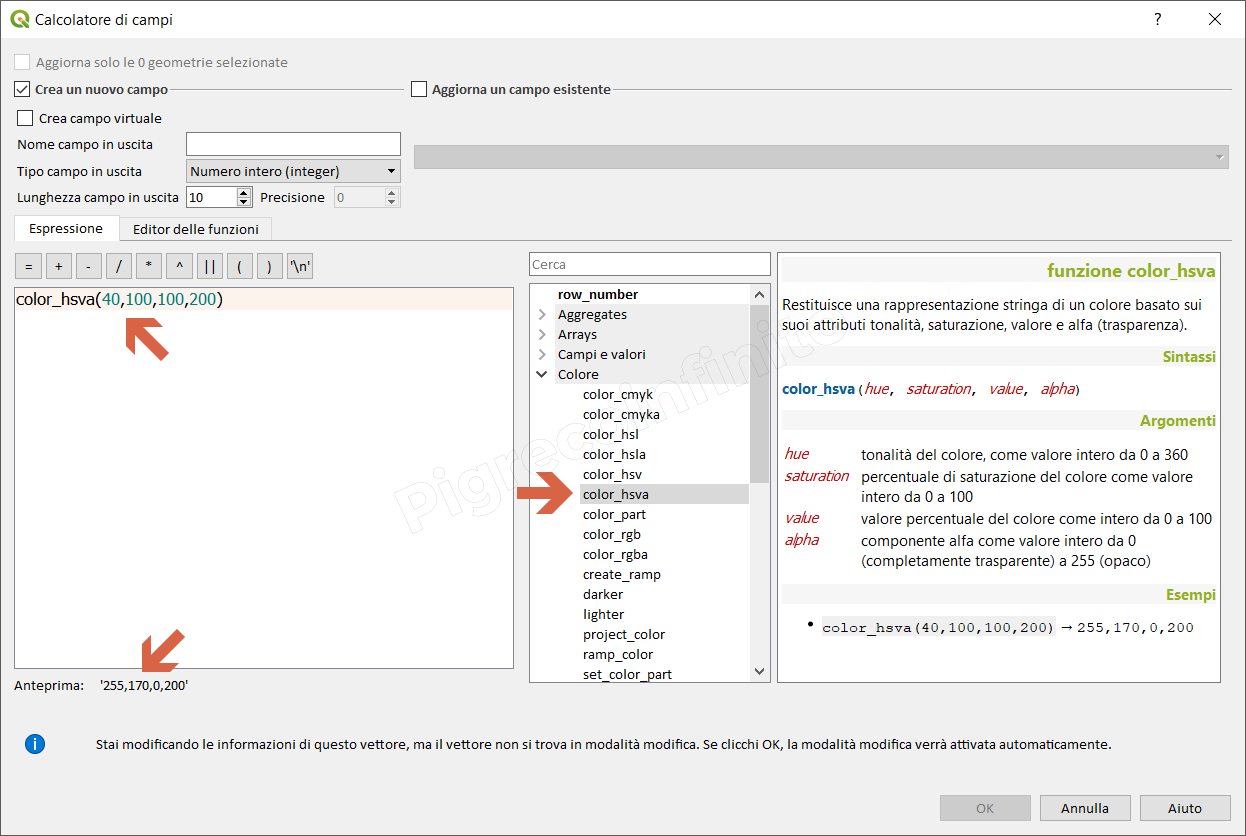 Calcolatore di campi
?
Aggiorna solo le 0 geometrie selezionate
Crea un nuovo campo
Aggiorna un campo esistente
Crea campo virtuale
Nome campo in uscita
Tipo campo in uscita Numero intero (integer)
Lunghezza campo in uscita 10 Precisione 0
Espressione Editor delle funzioni
= + - / * ^ || ( ) '\n'
color_hsva(40,100,100,200)
Anteprima: '255,170,0,200'
Cerca
row_number
Aggregates
Arrays
Campi e valori
Colore
color_cmyk
color_cmyka
color_hsl
color_hsla
color_hsv
color_hsva
color_part
color_rgb
color_rgba
create_ramp
darker
lighter
project_color
ramp_color
set_color_part
funzione color_hsva
Restituisce una rappresentazione stringa di un colore basato sui
suoi attributi tonalità, saturazione, valore e alfa (trasparenza).
Sintassi
color_hsva(hue, saturation, value, alpha)
Argomenti
hue tonalità del colore, come valore intero da 0 a 360
saturation percentuale di saturazione del colore come valore
intero da 0 a 100
value valore percentuale del colore come intero da 0 a 100
alpha componente alfa come valore intero da 0
(completamente trasparente) a 255 (opaco)
Esempi
• color_hsva(40,100,100,200) → 255,170,0,200
Stai modificando le informazioni di questo vettore, ma il vettore non si trova in modalità modifica. Se clicchi OK, la modalità modifica verrà attivata automaticamente.
OK Annulla Aiuto